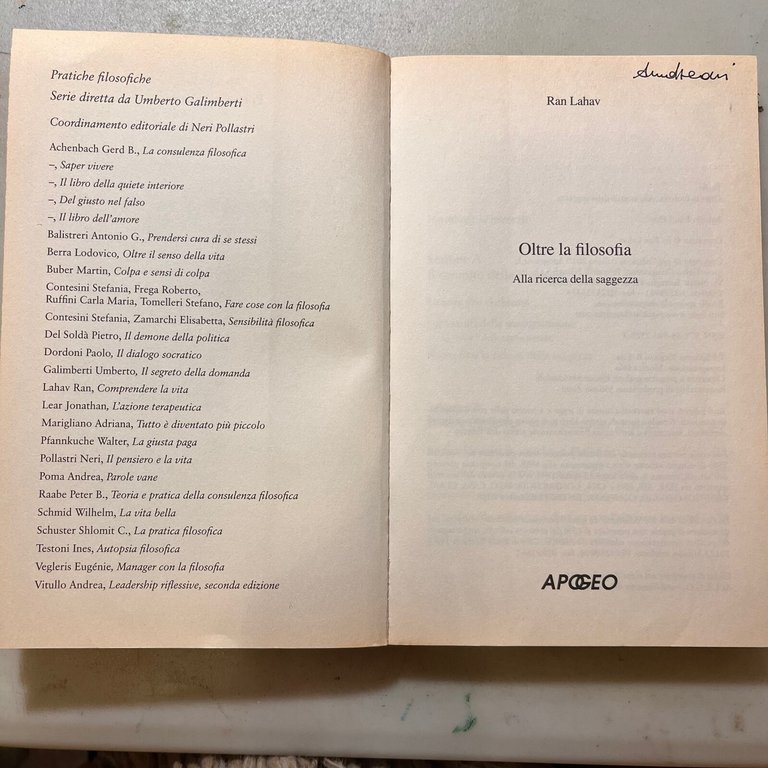 Pratiche filosofiche
Serie diretta da Umberto Galimberti
Coordinamento editoriale di Neri Pollastri
Achenbach Gerd B., La consulenza filosofica
–, Saper vivere
–, Il libro della quiete interiore
–, Del giusto nel falso
–, Il libro dell'amore
Balistreri Antonio G., Prendersi cura di se stessi
Berra Lodovico, Oltre il senso della vita
Buber Martin, Colpa e sensi di colpa
Contesini Stefania, Frega Roberto,
Ruffini Carla Maria, Tomelleri Stefano, Fare cose con la filosofia
Contesini Stefania, Zamarchi Elisabetta, Sensibilità filosofica
Del Soldà Pietro, Il demone della politica
Dordoni Paolo, Il dialogo socratico
Galimberti Umberto, Il segreto della domanda
Lahav Ran, Comprendere la vita
Lear Jonathan, L'azione terapeutica
Marigliano Adriana, Tutto è diventato più piccolo
Pfannkuche Walter, La giusta paga
Pollastri Neri, Il pensiero e la vita
Poma Andrea, Parole vane
Raabe Peter B., Teoria e pratica della consulenza filosofica
Schmid Wilhelm, La vita bella
Schuster Shlomit C., La pratica filosofica
Testoni Ines, Autopsia filosofica
Vegleris Eugénie, Manager con la filosofia
Vitullo Andrea, Leadership riflessive, seconda edizione
Ran Lahav
Oltre la filosofia
Alla ricerca della saggezza
APOGEO